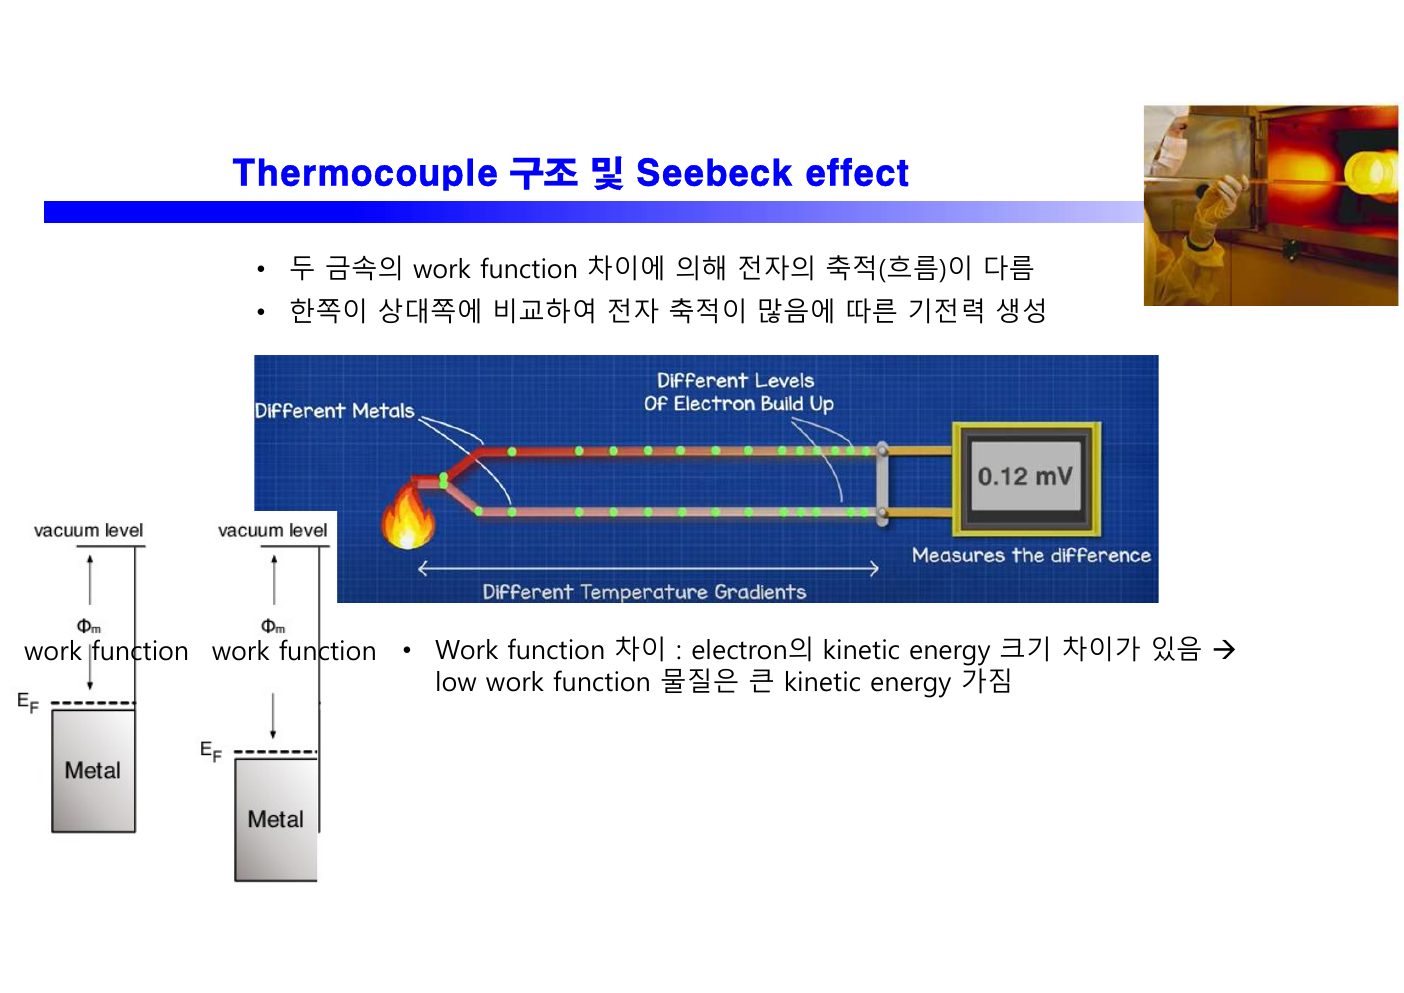 Thermocouple 구조 및 Seebeck effect
• 두 금속의 work function 차이에 의해 전자의 축적(흐름)이 다름
• 한쪽이 상대쪽에 비교하여 전자 축적이 많음에 따른 기전력 생성
Different Metals
Different Levels
Of Electron Build Up
0.12 mV
Measures the difference
Different Temperature Gradients
vacuum level
Φm
work function
EF
Metal
vacuum level
Φm
work function
EF
Metal
• Work function 차이 : electron의 kinetic energy 크기 차이가 있음 →
low work function 물질은 큰 kinetic energy 가짐